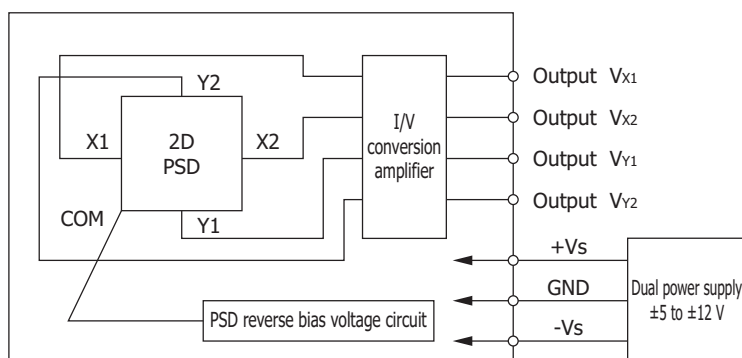 Y2
X1
2D
PSD
X2
COM
Y1
I/V
conversion
amplifier
Output VX1
Output VX2
Output VY1
Output VY2
+Vs
GND
-Vs
Dual power supply
±5 to ±12 V
PSD reverse bias voltage circuit